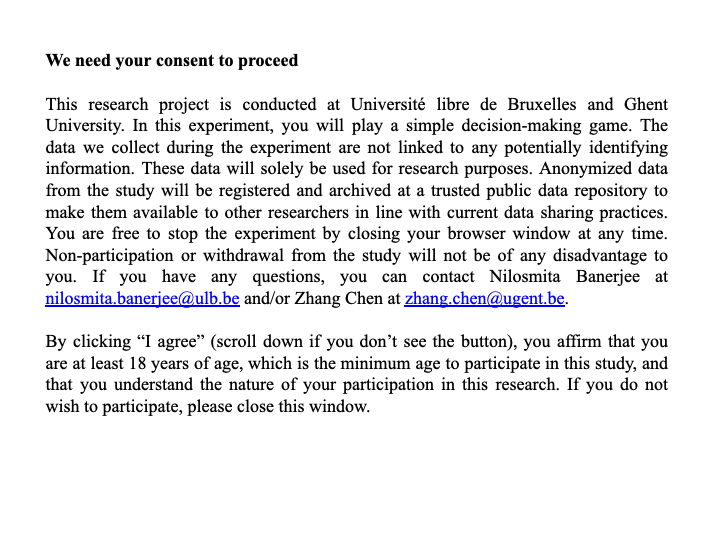 We need your consent to proceed
This research project is conducted at Université libre de Bruxelles and Ghent
University. In this experiment, you will play a simple decision-making game. The
data we collect during the experiment are not linked to any potentially identifying
information. These data will solely be used for research purposes. Anonymized data
from the study will be registered and archived at a trusted public data repository to
make them available to other researchers in line with current data sharing practices.
You are free to stop the experiment by closing your browser window at any time.
Non-participation or withdrawal from the study will not be of any disadvantage to
you. If you have any questions, you can contact Nilosmita Banerjee at
nilosmita.banerjee@ulb.be and/or Zhang Chen at zhang.chen@ugent.be.
By clicking “I agree” (scroll down if you don’t see the button), you affirm that you
are at least 18 years of age, which is the minimum age to participate in this study, and
that you understand the nature of your participation in this research. If you do not
wish to participate, please close this window.